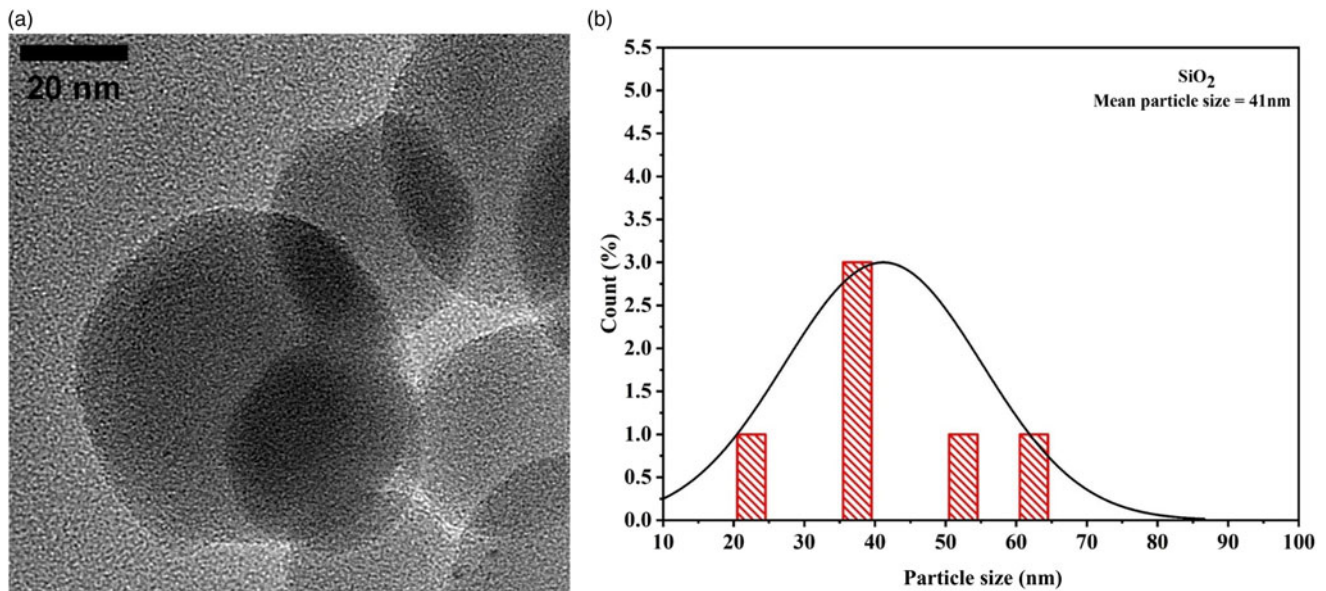 (a)
20 nm
(b)
SiO₂
Mean particle size = 41nm
Count (%)
5.5
5.0
4.5
4.0
3.5
3.0
2.5
2.0
1.5
1.0
0.5
0.0
10 20 30 40 50 60 70 80 90 100
Particle size (nm)